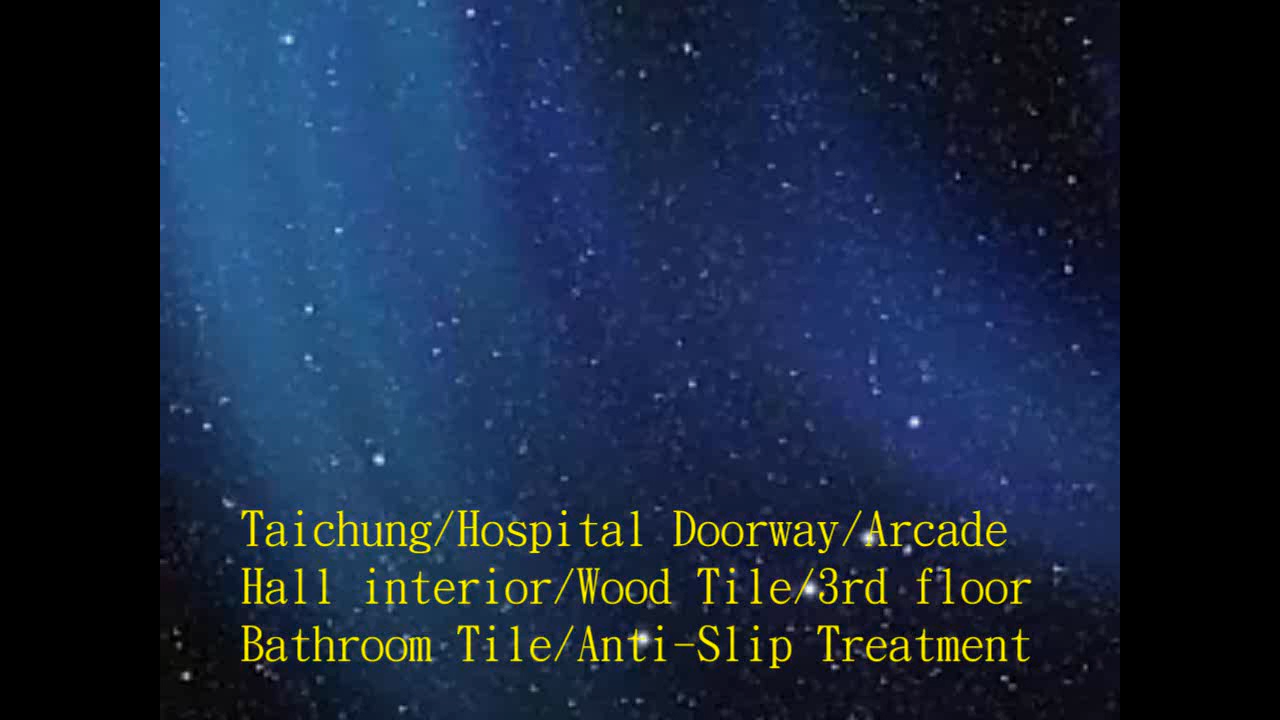 Taichung/Hospital Doorway/Arcade
Hall interior/Wood Tile/3rd floor
Bathroom Tile/Anti-Slip Treatment